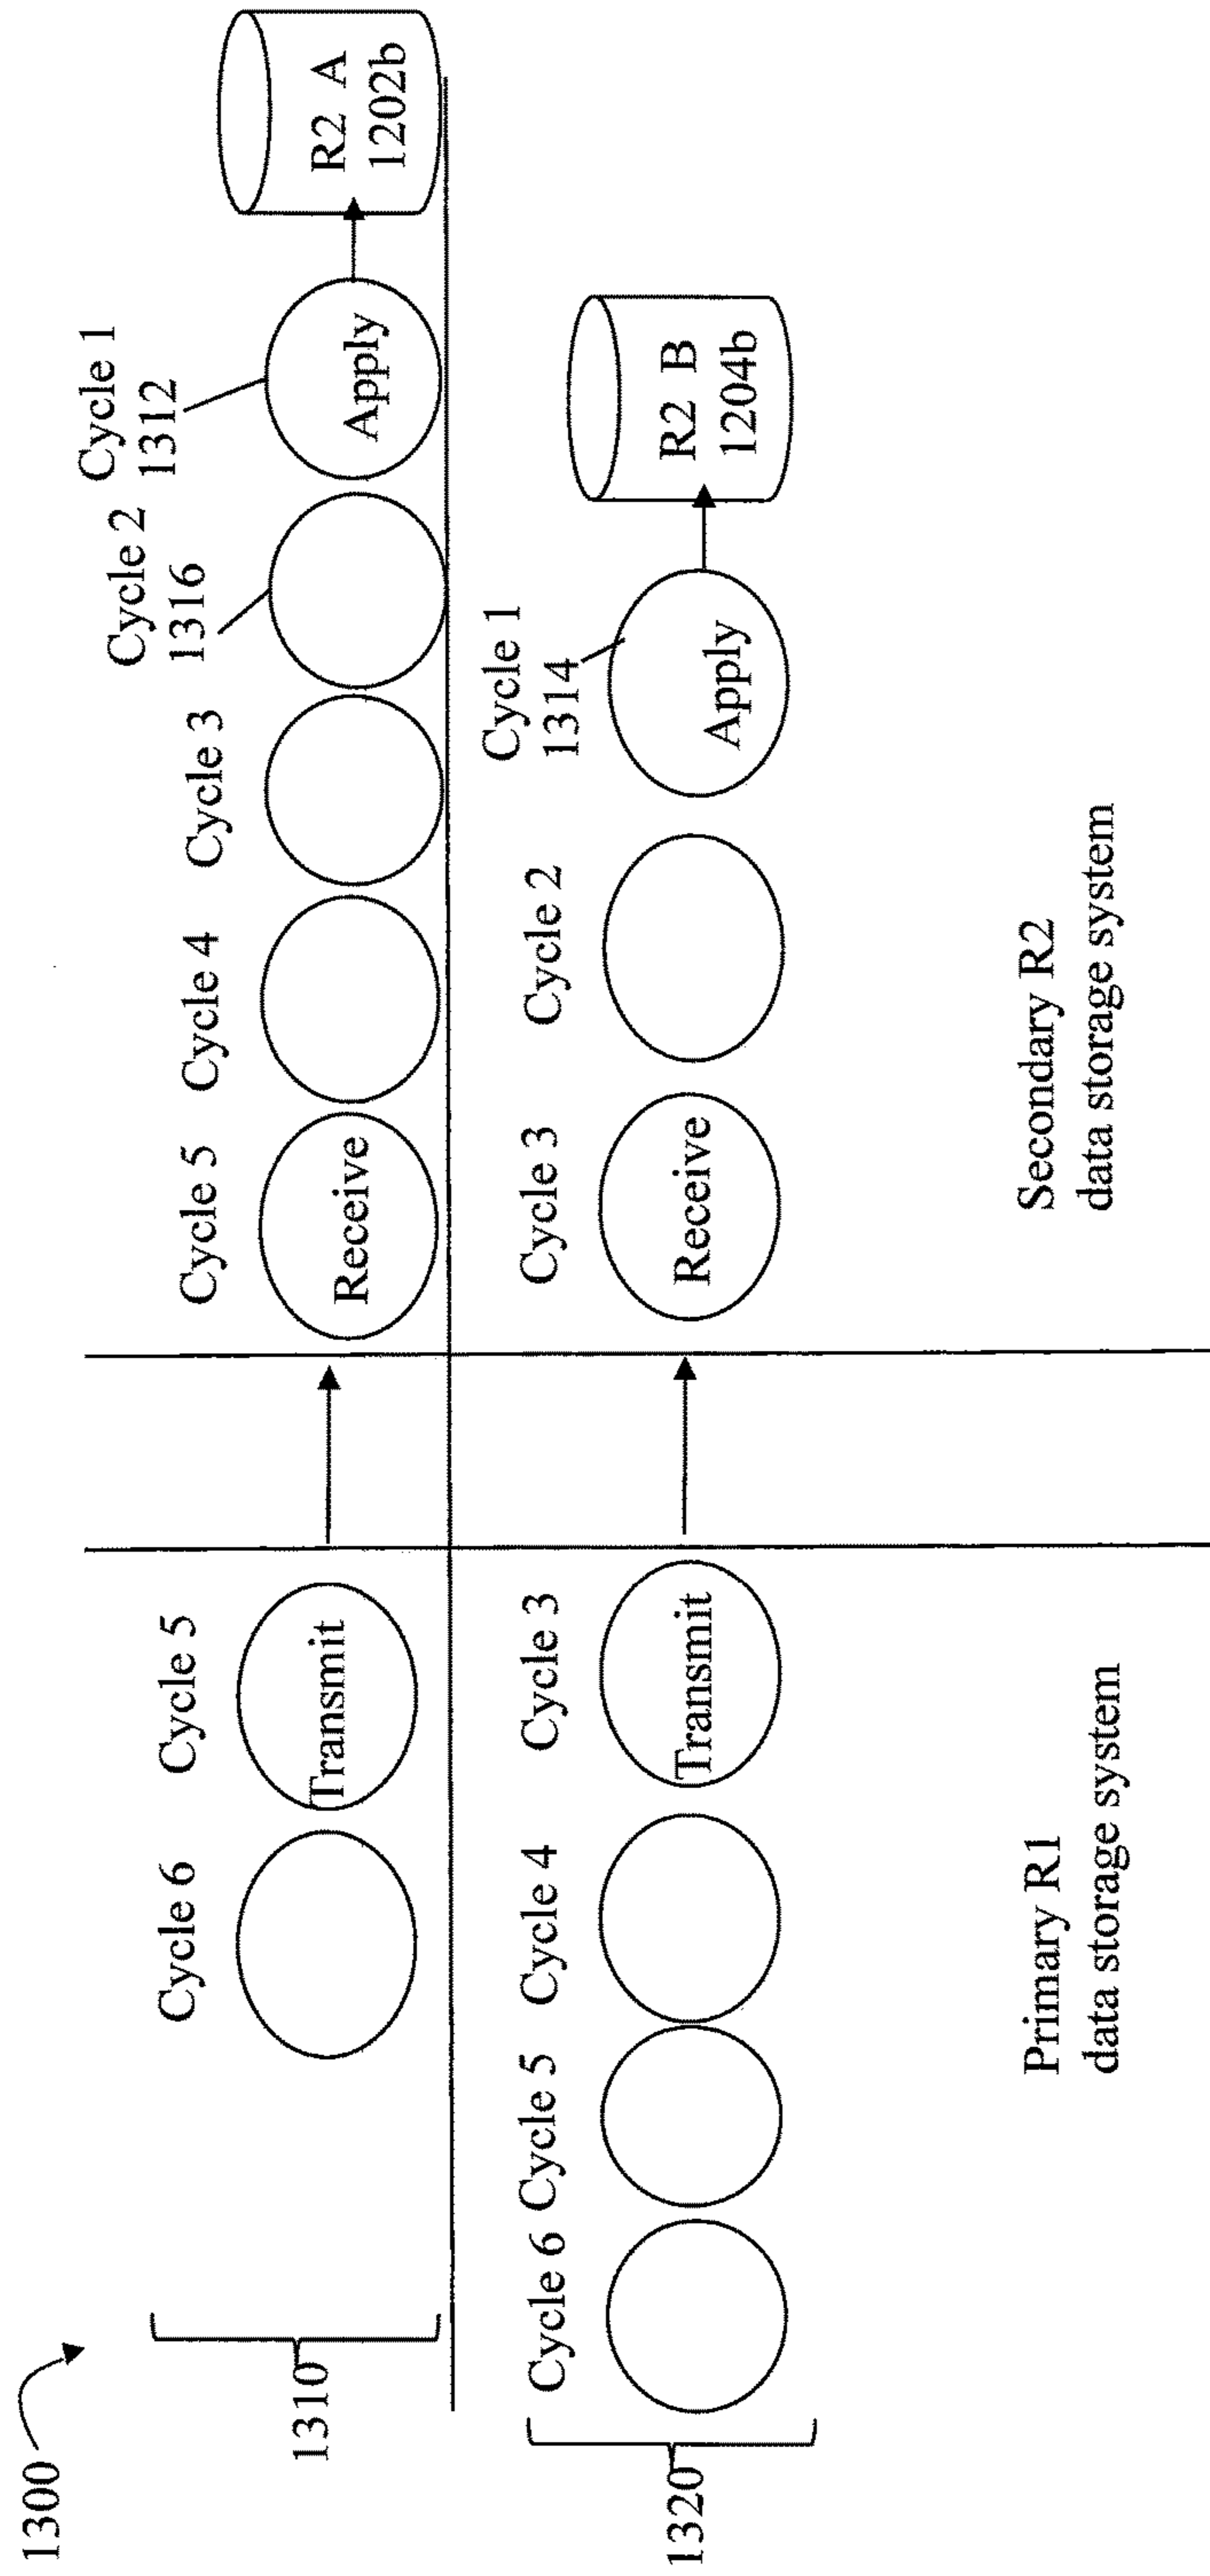 1300
1310
Cycle 6
Cycle 5
Transmit
Cycle 5
Receive
Cycle 4
Cycle 3
Cycle 2
1316
Cycle 1
1312
Apply
R2 A
1202b
1320
Cycle 6
Cycle 5
Cycle 4
Cycle 3
Transmit
Cycle 3
Receive
Cycle 2
Cycle 1
1314
Apply
R2 B
1204b
Primary R1
data storage system
Secondary R2
data storage system